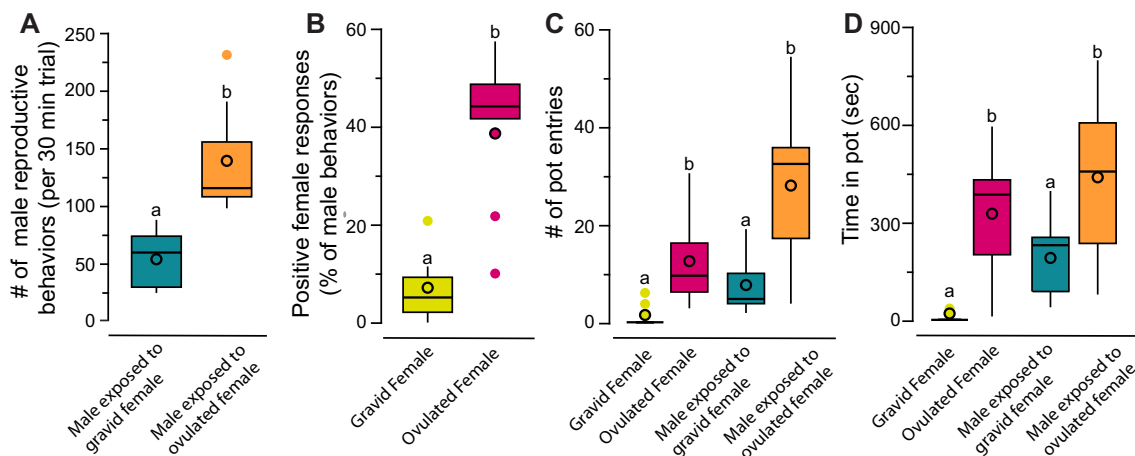 A
# of male reproductive
behaviors (per 30 min trial)
250
200
150
100
50
0
a
b
Male exposed to
gravid female
Male exposed to
ovulated female
B
Positive female responses
(% of male behaviors)
60
40
20
0
a
b
Gravid Female
Ovulated Female
C
# of pot entries
60
40
20
0
a
b
a
b
Gravid Female
Ovulated Female
Male exposed to
gravid female
Male exposed to
ovulated female
D
Time in pot (sec)
900
600
300
0
a
b
a
b
Gravid Female
Ovulated Female
Male exposed to
gravid female
Male exposed to
ovulated female